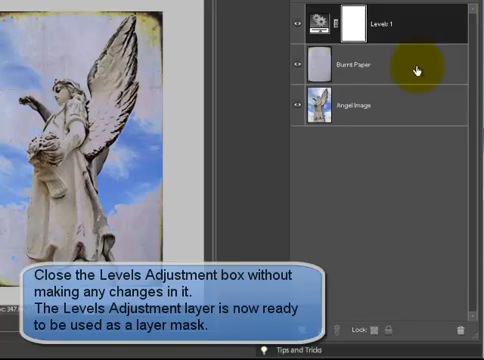 Levels 1
Burnt Paper
Angel Image
Close the Levels Adjustment box without
making any changes in it.
The Levels Adjustment layer is now ready
to be used as a layer mask.
Lock:
Tips and Tricks